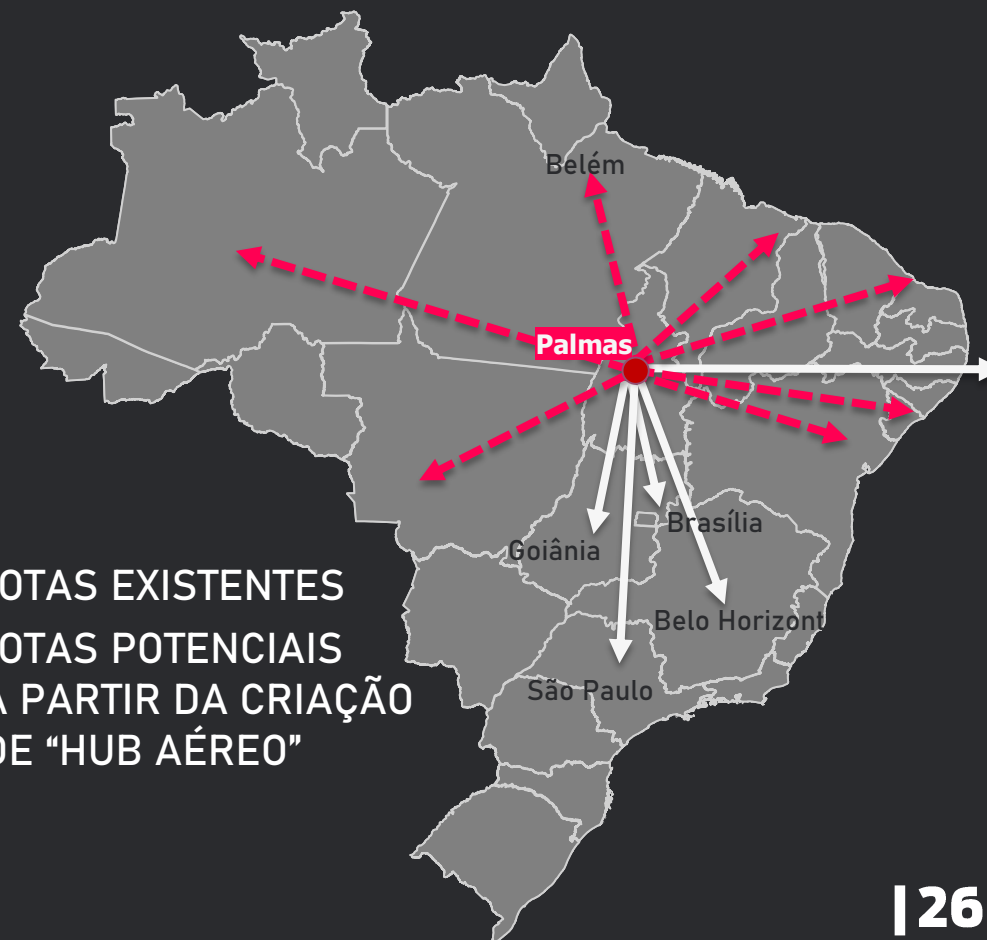 Belém
Palmas
Brasília
Goiânia
Belo Horizont
São Paulo
OTAS EXISTENTES
OTAS POTENCIAIS
A PARTIR DA CRIAÇÃO
DE “HUB AÉREO”
|26